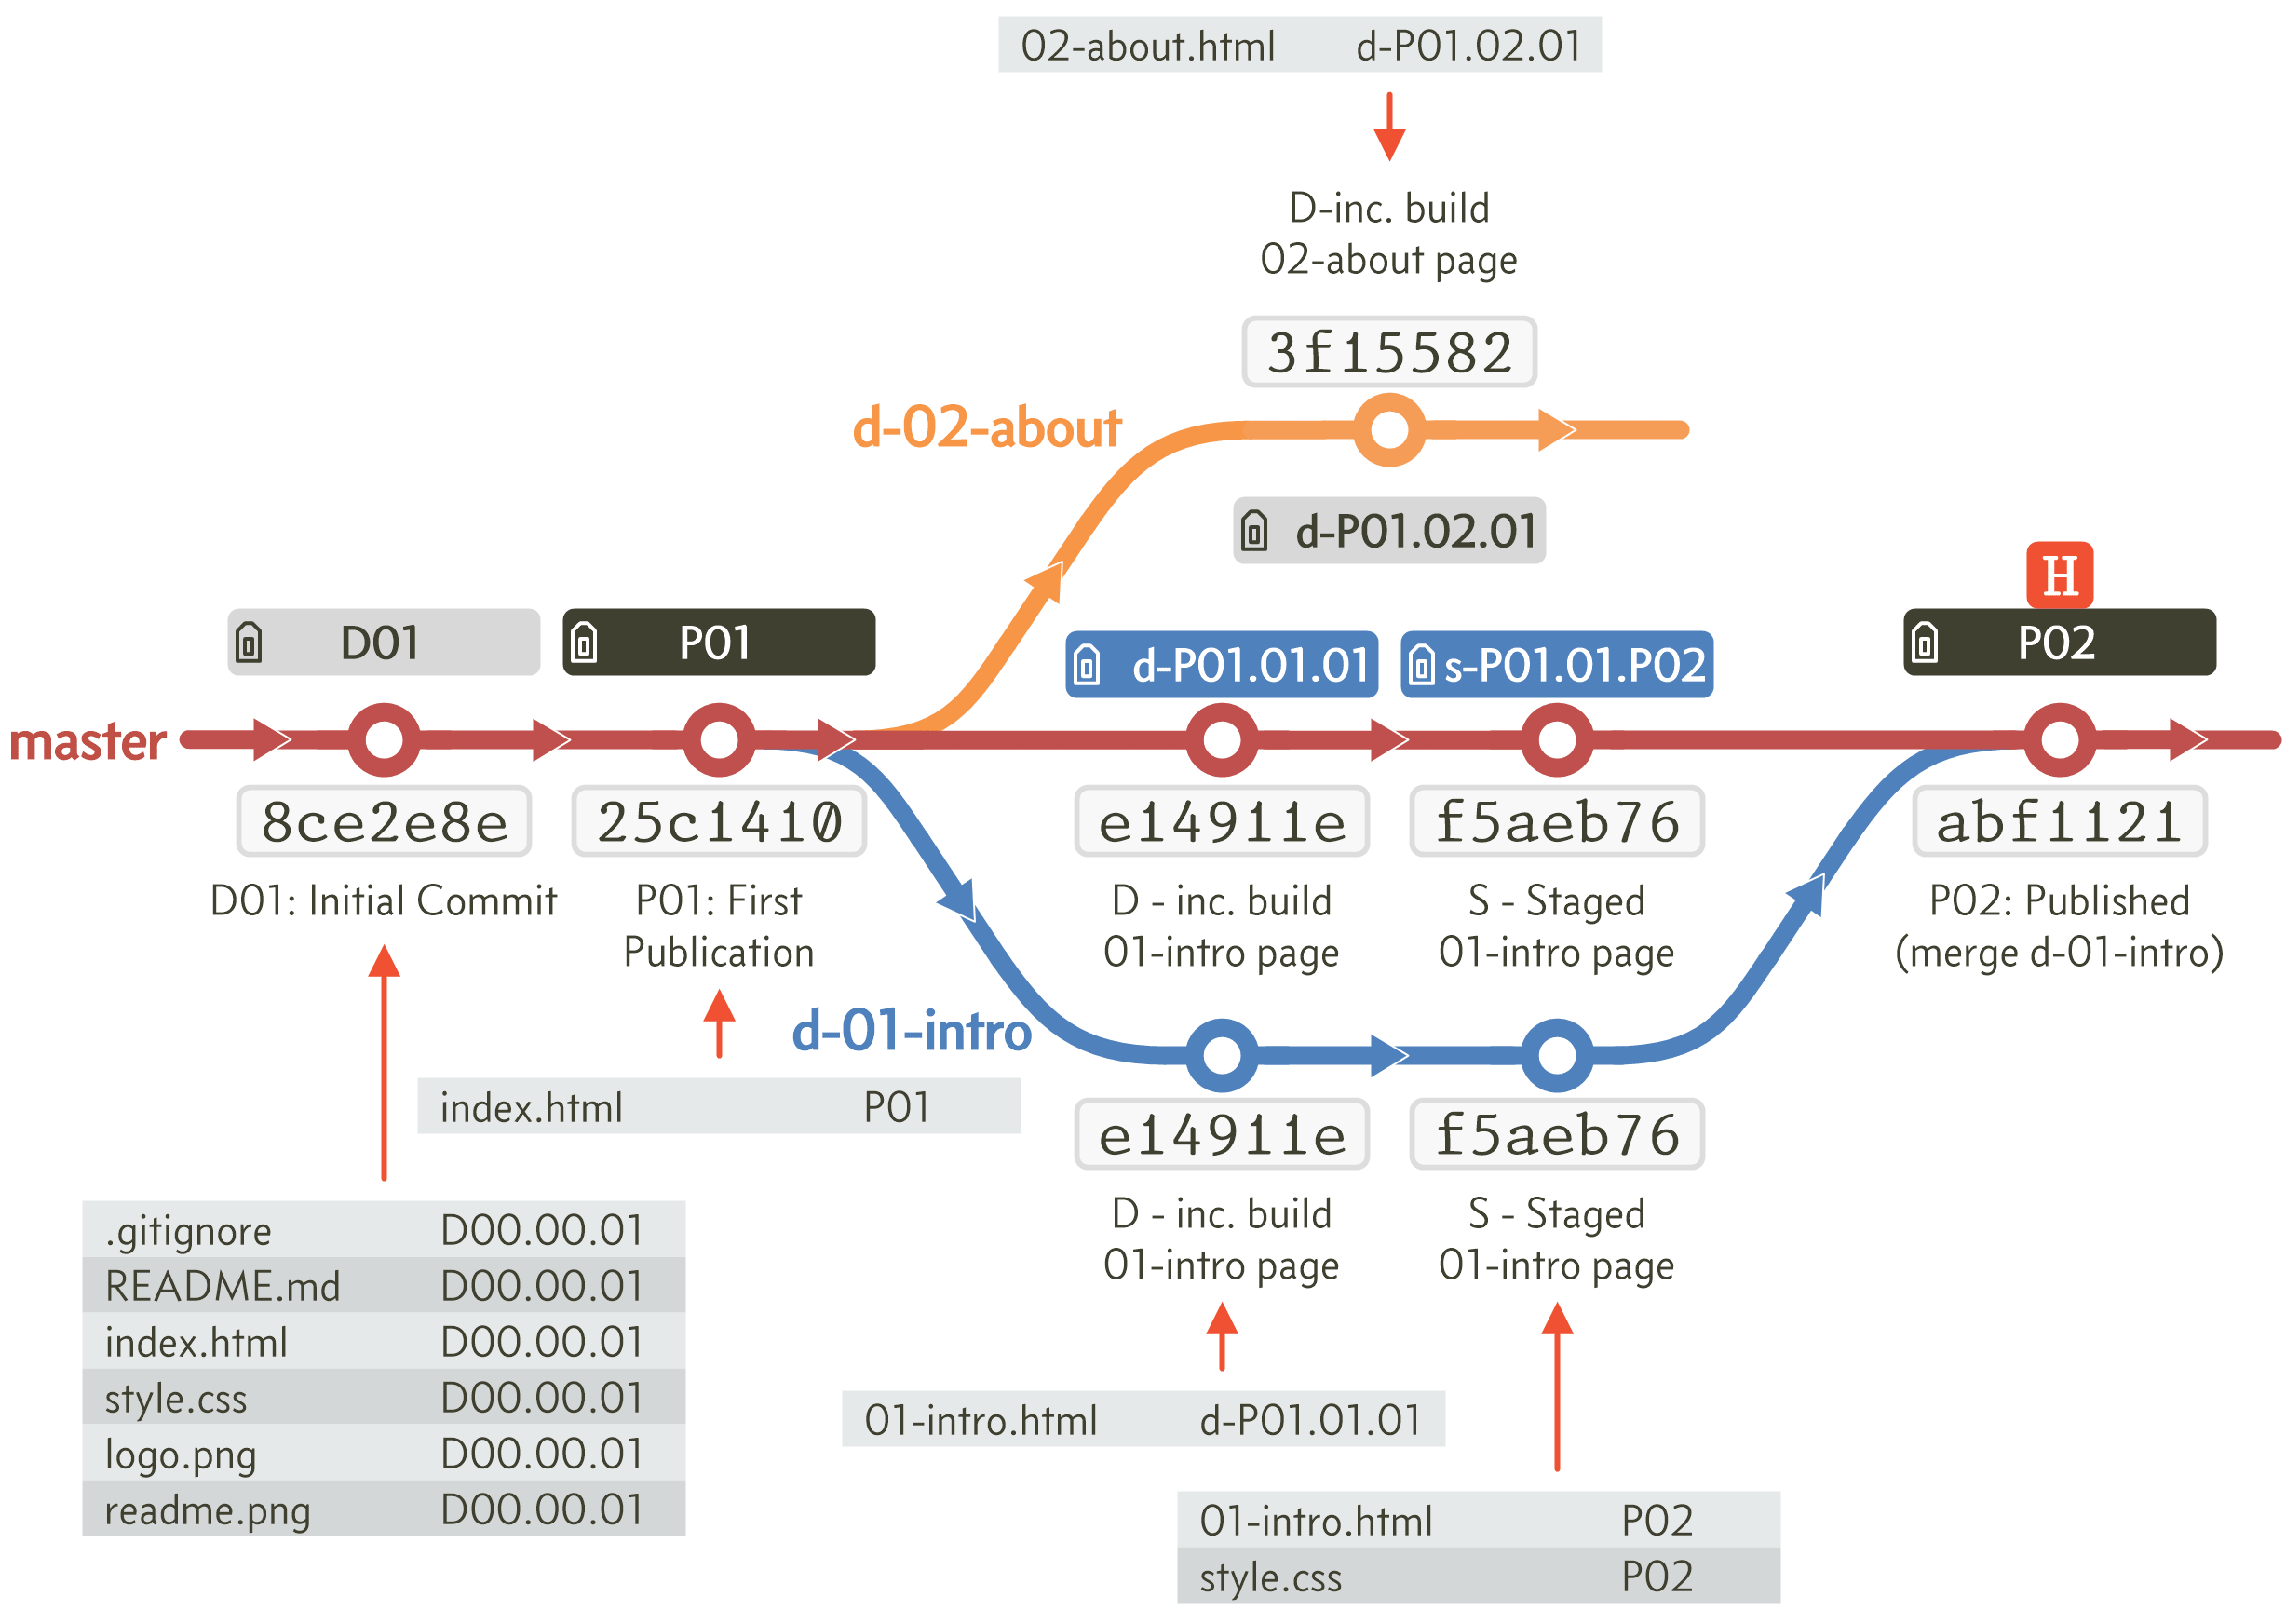 02-about.html d-P01.02.01
D-inc. build
02-about page
3f15582
d-02-about
d-P01.02.01
H
D01
P01
d-P01.01.01
s-P01.01.P02
P02
master
8ce2e8e
25c1410
e14911e
f5aeb76
abf1121
D01: Initial Commit
P01: First
Publication
D - inc. build
01-intro page
S - Staged
01-intro page
P02: Published
(merge d-01-intro)
d-01-intro
index.html P01
e14911e
f5aeb76
D - inc. build
01-intro page
S - Staged
01-intro page
.gitignore D00.00.01
README.md D00.00.01
index.html D00.00.01
style.css D00.00.01
logo.png D00.00.01
readme.png D00.00.01
01-intro.html d-P01.01.01
01-intro.html P02
style.css P02